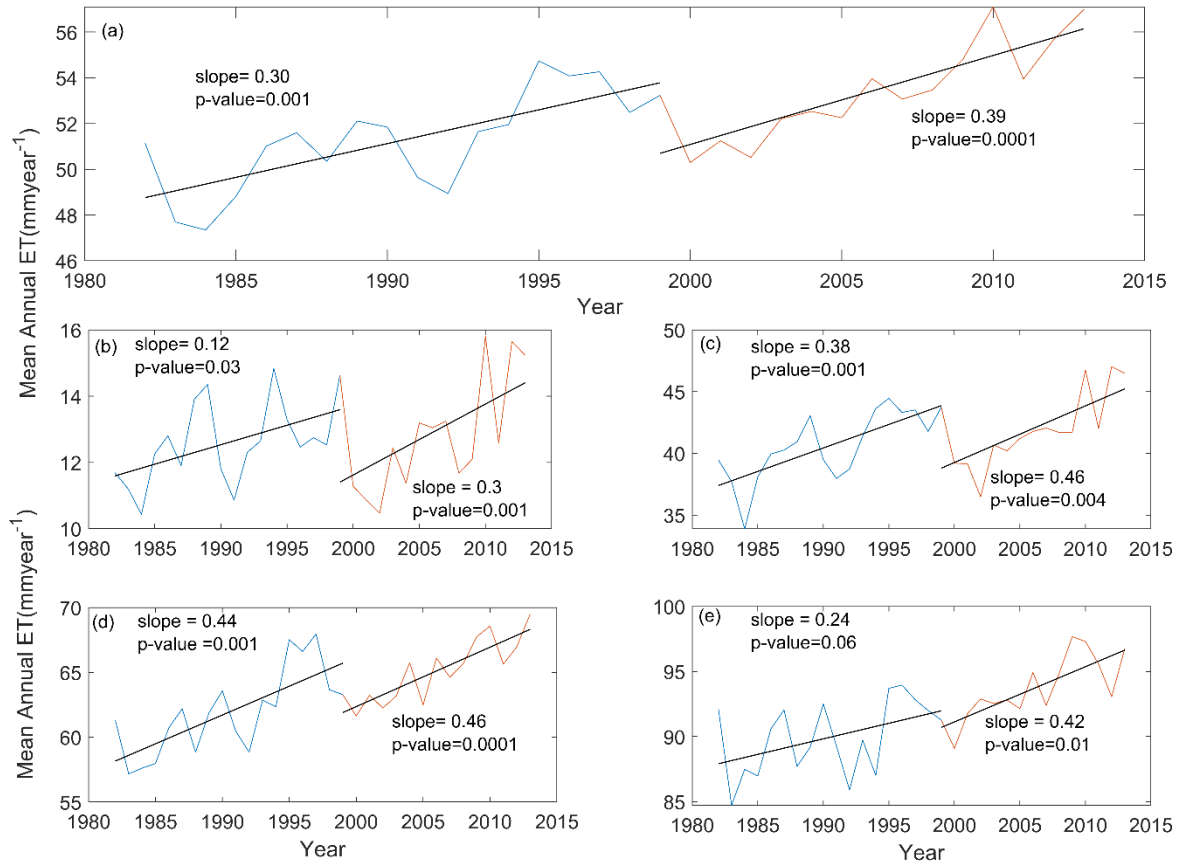 (a)
slope= 0.30
p-value=0.001
slope= 0.39
p-value=0.0001
56
54
52
50
48
46
1980 1985 1990 1995 2000 2005 2010 2015
Year
Mean Annual ET(mmyear-1)
(b)
slope= 0.12
p-value=0.03
slope = 0.3
p-value=0.001
16
14
12
10
1980 1985 1990 1995 2000 2005 2010 2015
(c)
slope = 0.38
p-value=0.001
slope = 0.46
p-value=0.004
50
45
40
35
1980 1985 1990 1995 2000 2005 2010 2015
Mean Annual ET(mmyear-1)
(d)
slope = 0.44
p-value =0.001
slope= 0.46
p-value=0.0001
70
65
60
55
1980 1985 1990 1995 2000 2005 2010 2015
Year
(e)
slope = 0.24
p-value=0.06
slope = 0.42
p-value=0.01
100
95
90
85
1980 1985 1990 1995 2000 2005 2010 2015
Year